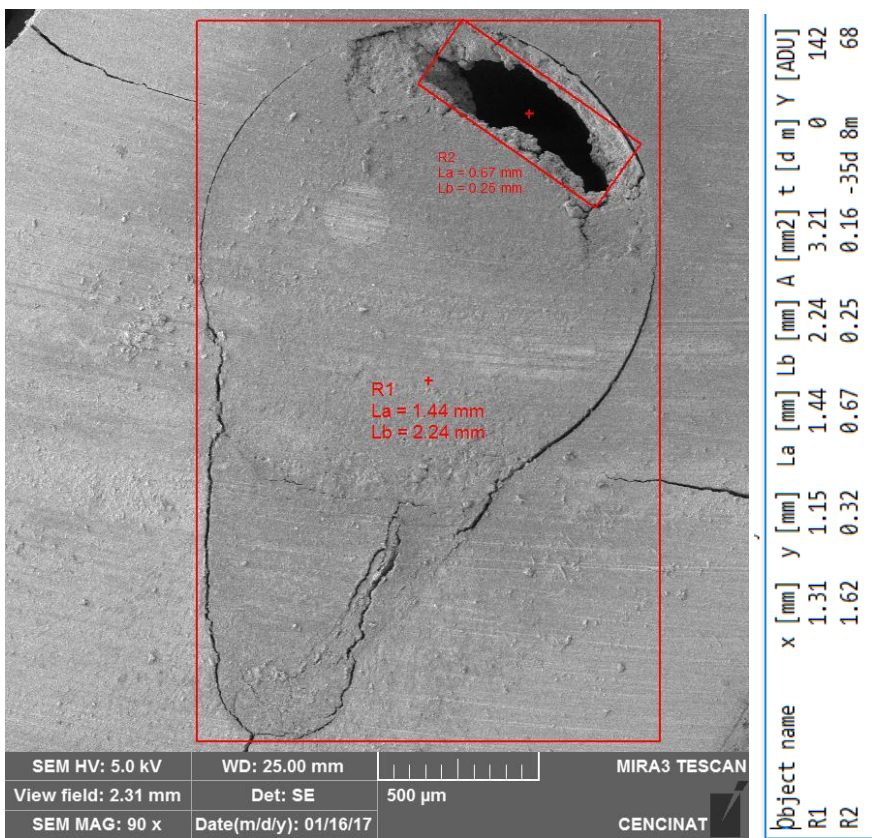 R2
La = 0.67 mm
Lb = 0.25 mm
R1
La = 1.44 mm
Lb = 2.24 mm
SEM HV: 5.0 kV WD: 25.00 mm MIRA3 TESCAN
View field: 2.31 mm Det: SE 500 µm
SEM MAG: 90 x Date(m/d/y): 01/16/17 CENCINAT
Object name x [mm] y [mm] La [mm] Lb [mm] A [mm2] t [d m] Y [ADU]
R1 1.31 1.15 1.44 2.24 3.21 0 142
R2 1.62 0.32 0.67 0.25 0.16 -35d 8m 68